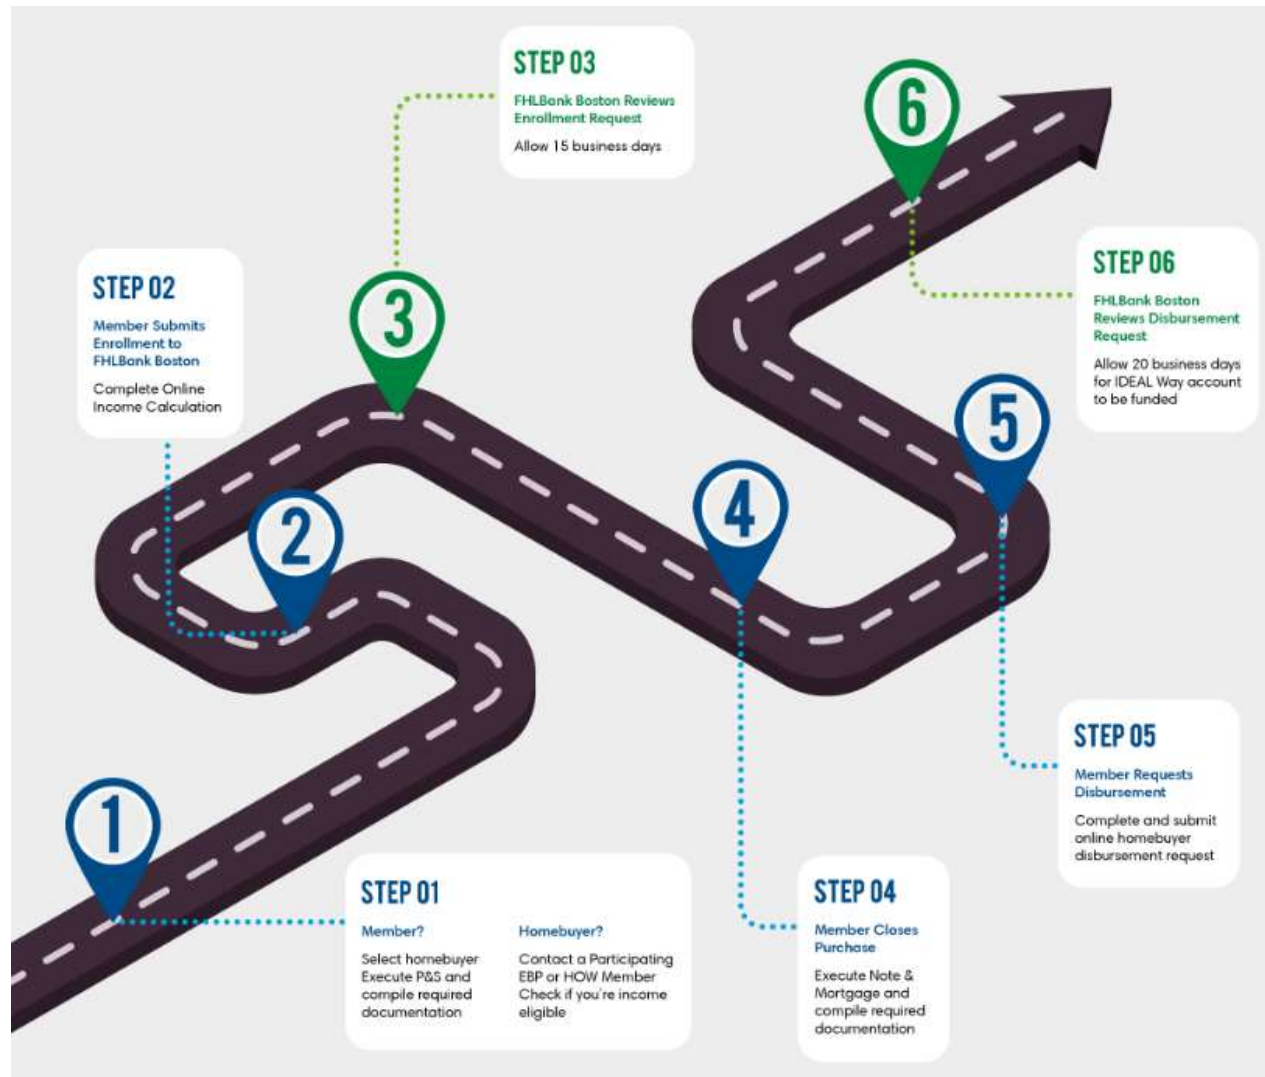 STEP 03
FHLBank Boston Reviews
Enrollment Request
Allow 15 business days
6
STEP 02
Member Submits
Enrollment to
FHLBank Boston
Complete Online
Income Calculation
3
STEP 06
FHLBank Boston
Reviews Disbursement
Request
Allow 20 business days
for IDEAL Way account
to be funded
5
4
2
STEP 05
Member Requests
Disbursement
Complete and submit
online homebuyer
disbursement request
1
STEP 01
Member?
Select homebuyer
Execute P&S and
compile required
documentation
Homebuyer?
Contact a Participating
EBP or HOW Member
Check if you're income
eligible
STEP 04
Member Closes
Purchase
Execute Note &
Mortgage and
compile required
documentation